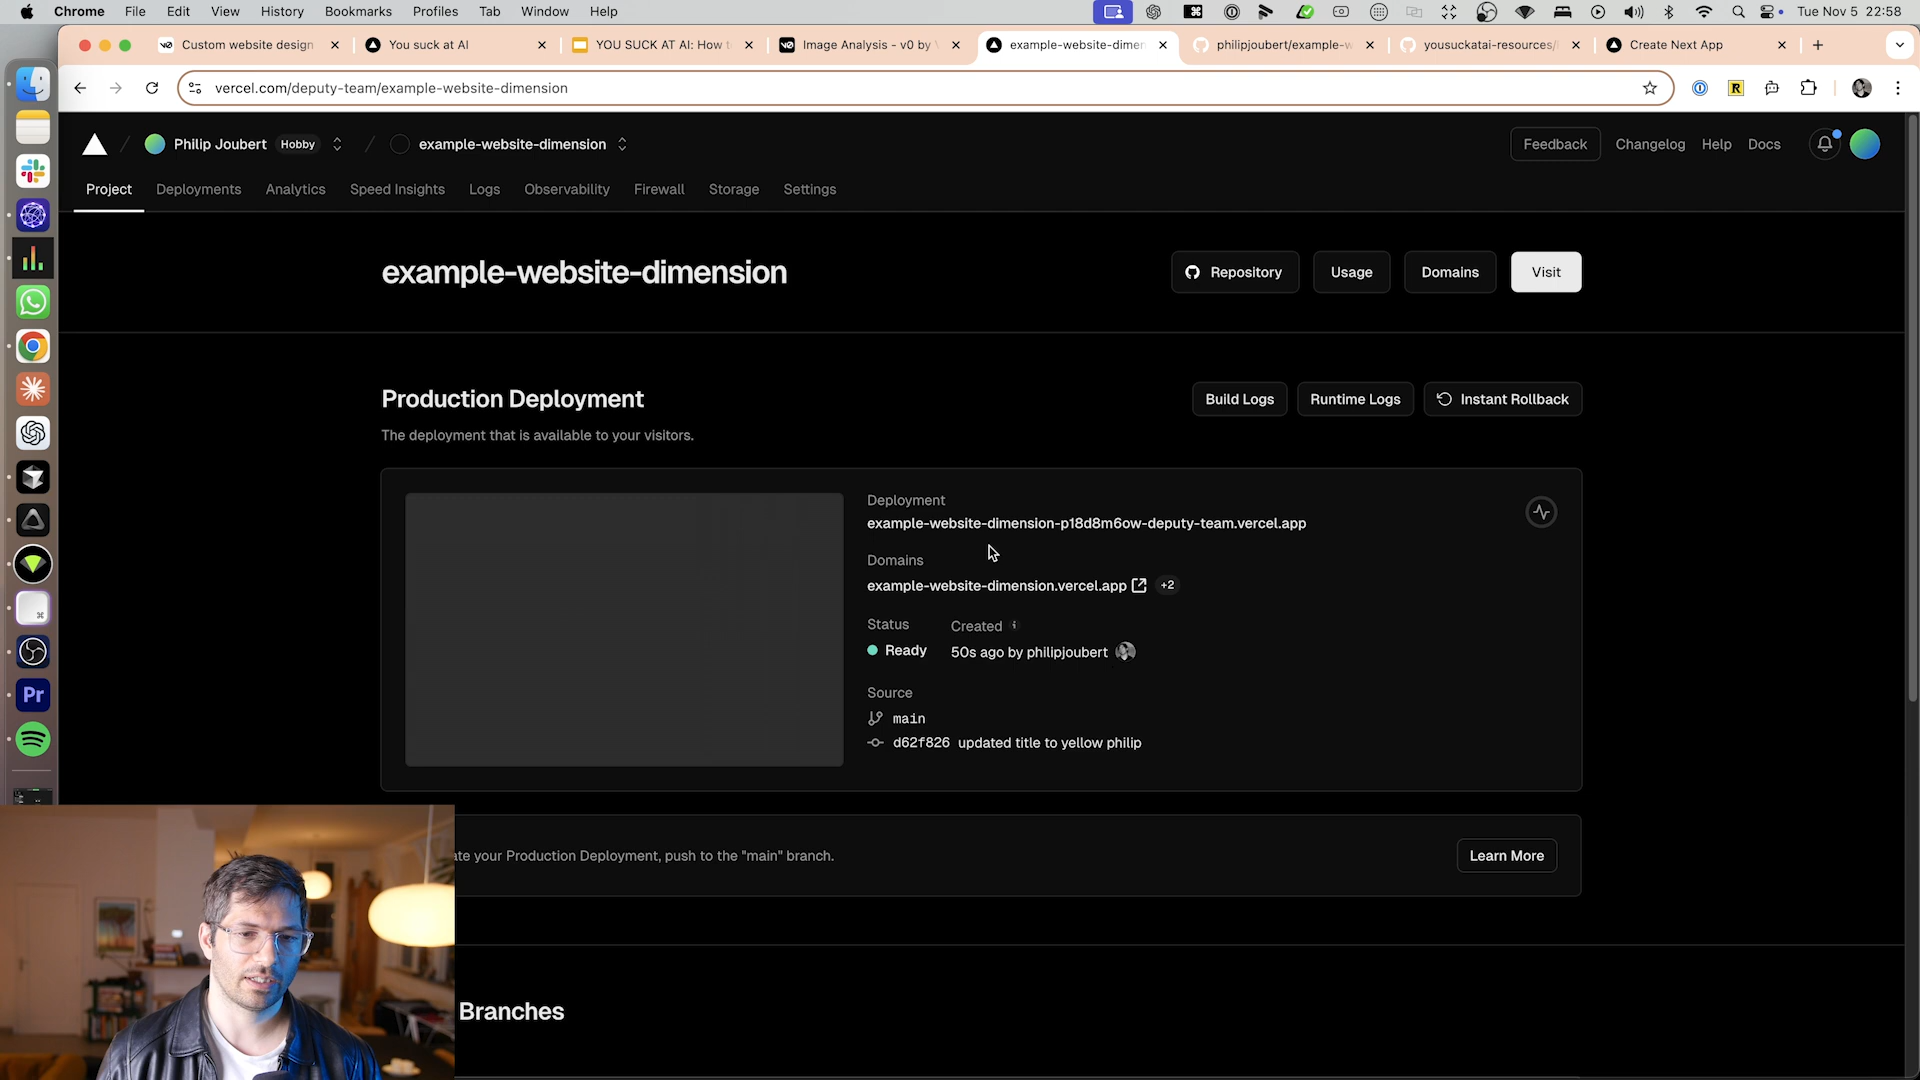 Chrome File Edit View History Bookmarks Profiles Tab Window Help Tue Nov 5 22:58
Custom website design You suck at AI YOU SUCK AT AI: How t Image Analysis - v0 by example-website-dimen philipjoubert/example-w yousuckatai-resources/ Create Next App
vercel.com/deputy-team/example-website-dimension
Philip Joubert Hobby example-website-dimension Feedback Changelog Help Docs
Project Deployments Analytics Speed Insights Logs Observability Firewall Storage Settings
example-website-dimension Repository Usage Domains Visit
Production Deployment Build Logs Runtime Logs Instant Rollback
The deployment that is available to your visitors.
Deployment
example-website-dimension-p18d8m6ow-deputy-team.vercel.app
Domains
example-website-dimension.vercel.app +2
Status Created
Ready 50s ago by philipjoubert
Source
main
d62f826 updated title to yellow philip
Pr
ate your Production Deployment, push to the "main" branch. Learn More
Branches